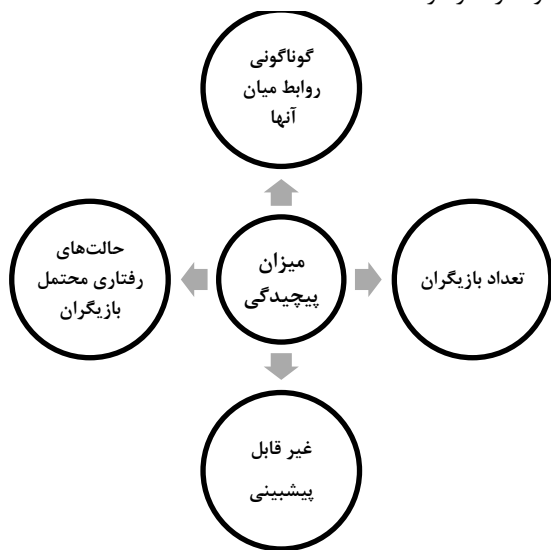 گوناگونی
روابط میان
آنها
حالت‌های
رفتاری محتمل
بازیگران
میزان
پیچیدگی
تعداد بازیگران
غیر قابل
پیشبینی